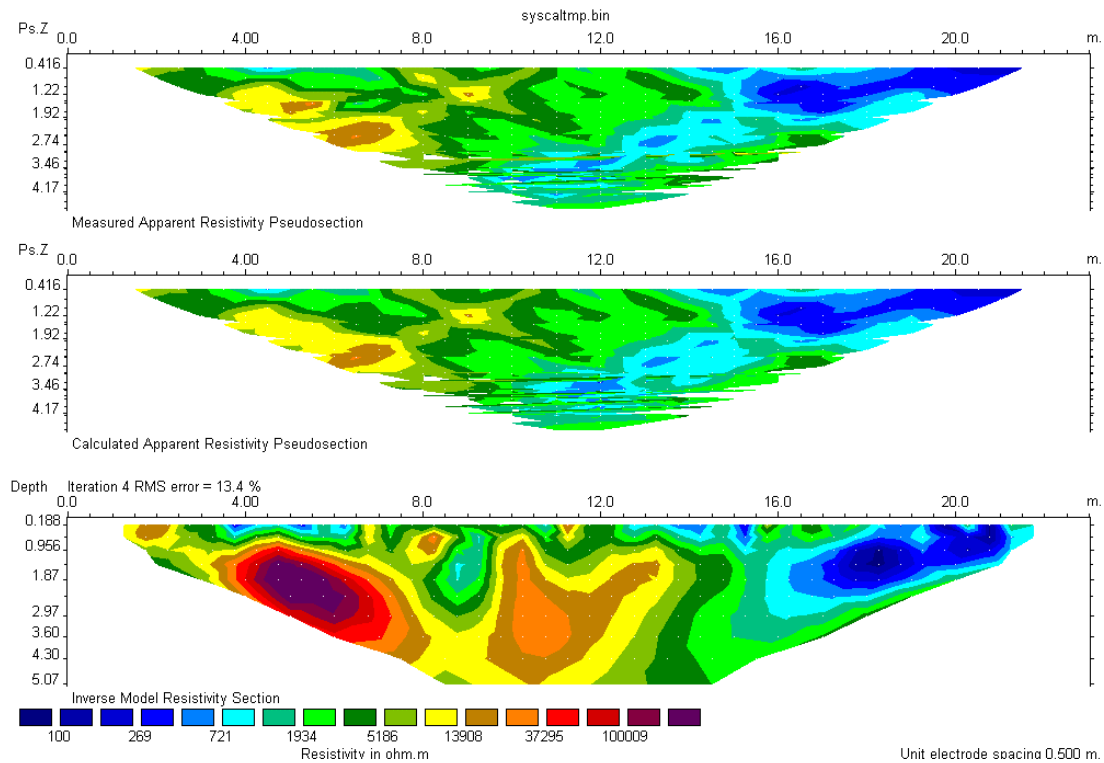 syscaltmp.bin
Ps.Z
0.0 4.00 8.0 12.0 16.0 20.0 m.
0.416
1.22
1.92
2.74
3.46
4.17
Measured Apparent Resistivity Pseudosection
Ps.Z
0.0 4.00 8.0 12.0 16.0 20.0 m.
0.416
1.22
1.92
2.74
3.46
4.17
Calculated Apparent Resistivity Pseudosection
Depth Iteration 4 RMS error = 13.4 %
0.0 4.00 8.0 12.0 16.0 20.0 m.
0.188
0.956
1.87
2.97
3.60
4.30
5.07
Inverse Model Resistivity Section
100 269 721 1934 5186 13908 37295 100009
Resistivity in ohm.m
Unit electrode spacing 0.500 m.